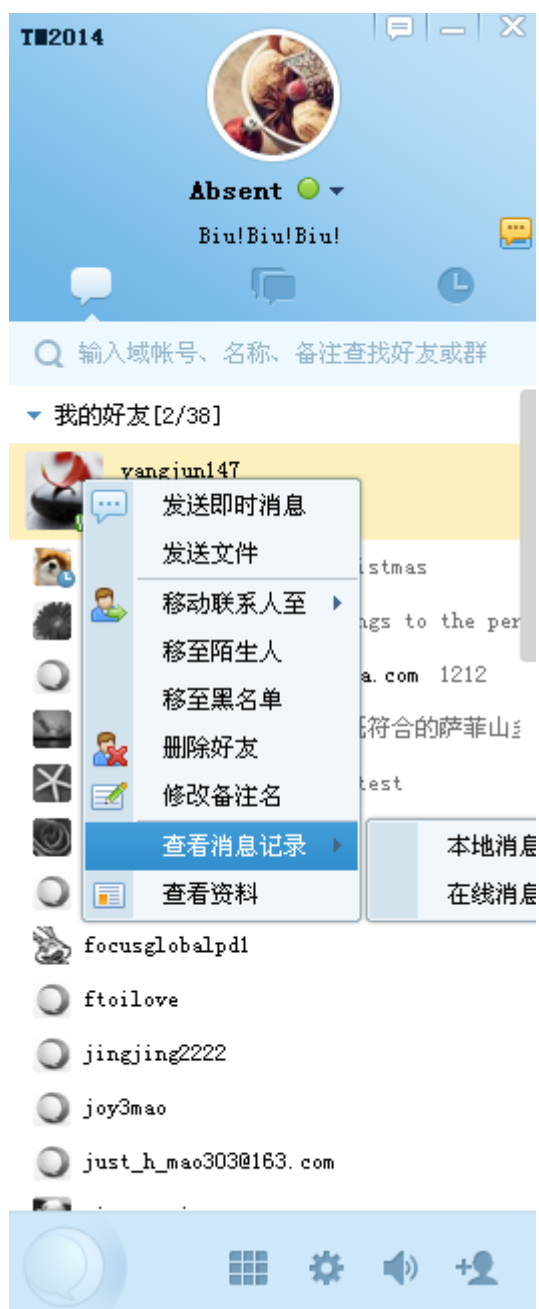 2014
Absent
Biu!Biu!Biu!
输入域帐号、名称、备注查找好友或群
我的好友[2/38]
yangjun147
发送即时消息
发送文件
istmas
移动联系人至
ngs to the per
移至陌生人
a.com 1212
移至黑名单
符合的萨菲山
删除好友
test
修改备注名
查看消息记录
本地消息
查看资料
在线消息
focusglobalpd1
ftoilove
jingjing2222
joy3mao
just_h_mao303@163.com